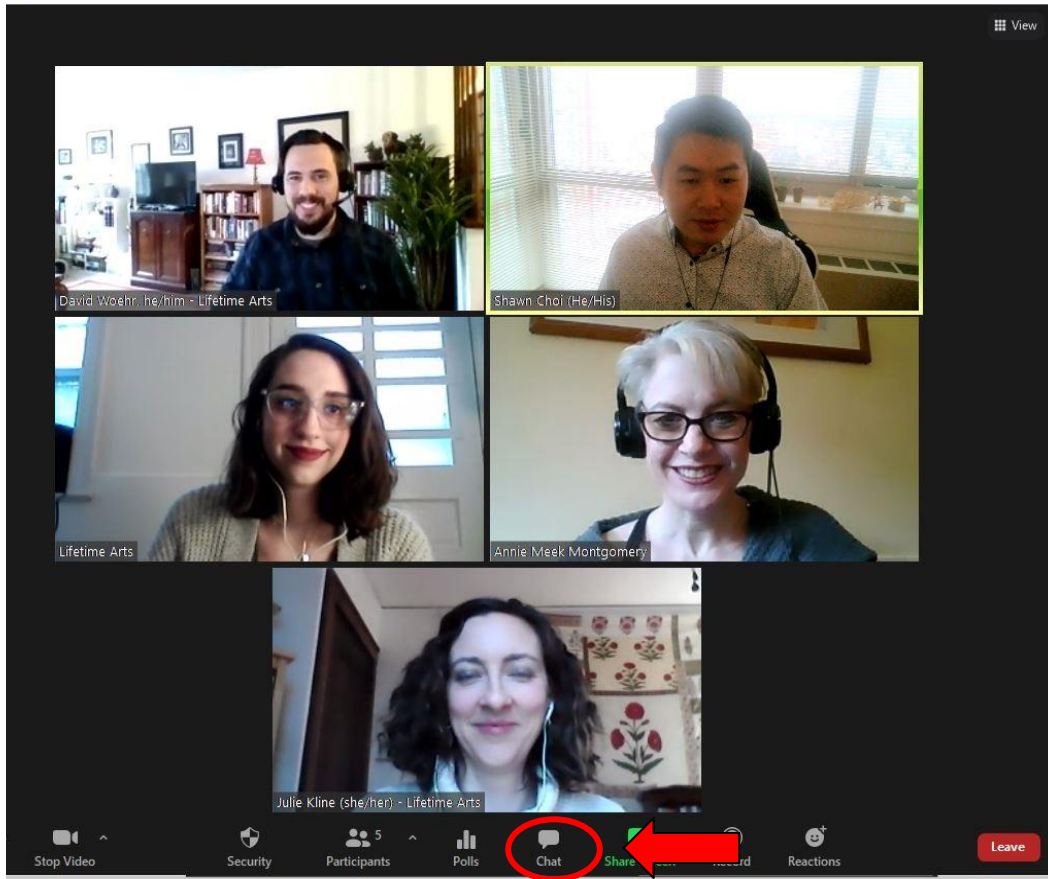 View
David Woehr, he/him - Lifetime Arts
Shawn Choi (He/His)
Lifetime Arts
Annie Meek Montgomery
Julie Kline (she/her) - Lifetime Arts
5
Stop Video Security Participants Polls Chat Share Reactions
Leave